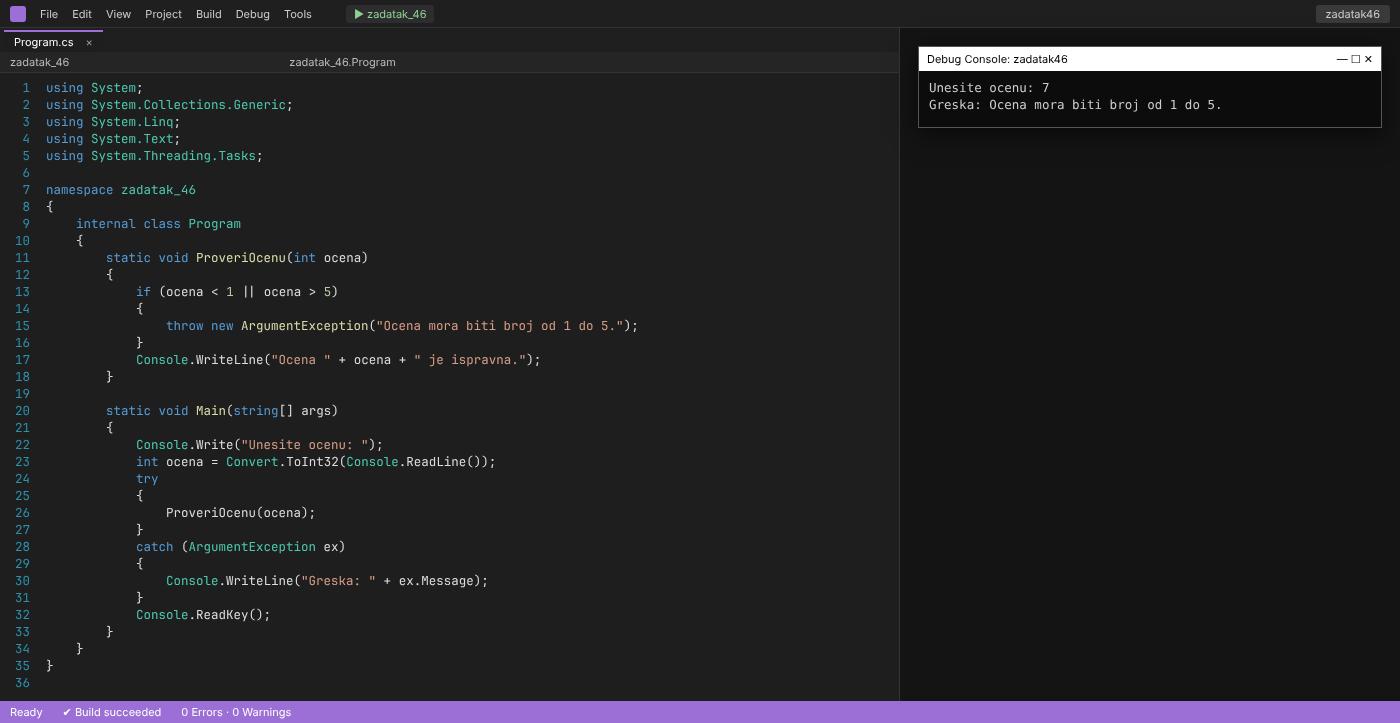 File Edit View Project Build Debug Tools ▶ zadatak_46 zadatak46
Program.cs ×
zadatak_46 zadatak_46.Program
1 using System;
2 using System.Collections.Generic;
3 using System.Linq;
4 using System.Text;
5 using System.Threading.Tasks;
6
7 namespace zadatak_46
8 {
9     internal class Program
10     {
11         static void ProveriOcenu(int ocena)
12         {
13             if (ocena < 1 || ocena > 5)
14             {
15                 throw new ArgumentException("Ocena mora biti broj od 1 do 5.");
16             }
17             Console.WriteLine("Ocena " + ocena + " je ispravna.");
18         }
19
20         static void Main(string[] args)
21         {
22             Console.Write("Unesite ocenu: ");
23             int ocena = Convert.ToInt32(Console.ReadLine());
24             try
25             {
26                 ProveriOcenu(ocena);
27             }
28             catch (ArgumentException ex)
29             {
30                 Console.WriteLine("Greska: " + ex.Message);
31             }
32             Console.ReadKey();
33         }
34     }
35 }
36
Debug Console: zadatak46 — ☐ ✕
Unesite ocenu: 7
Greska: Ocena mora biti broj od 1 do 5.
Ready ✔ Build succeeded 0 Errors · 0 Warnings